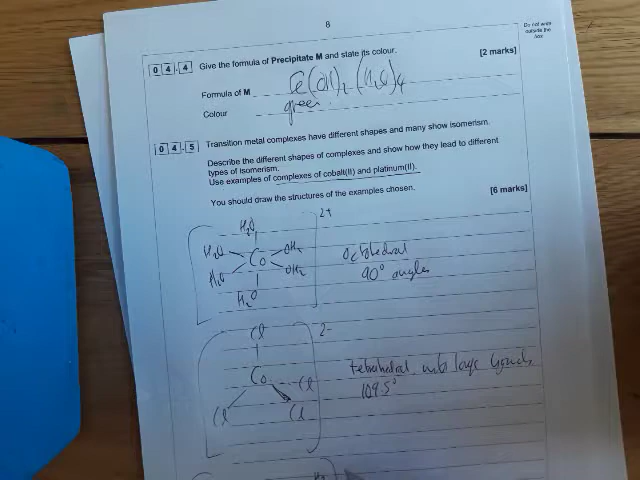 8
Do not write
outside the
box
0 4 . 4 Give the formula of Precipitate M and state its colour.
[2 marks]
Formula of M Fe(OH)2(H2O)4
Colour green
0 4 . 5 Transition metal complexes have different shapes and many show isomerism.
Describe the different shapes of complexes and show how they lead to different
types of isomerism.
Use examples of complexes of cobalt(II) and platinum(II).
You should draw the structures of the examples chosen.
[6 marks]
2+
H2O
H2O Co OH2
H2O OH2
H2O
octahedral
90° angles
2-
Cl
Co Cl
Cl Cl
tetrahedral with large ligands
109.5°